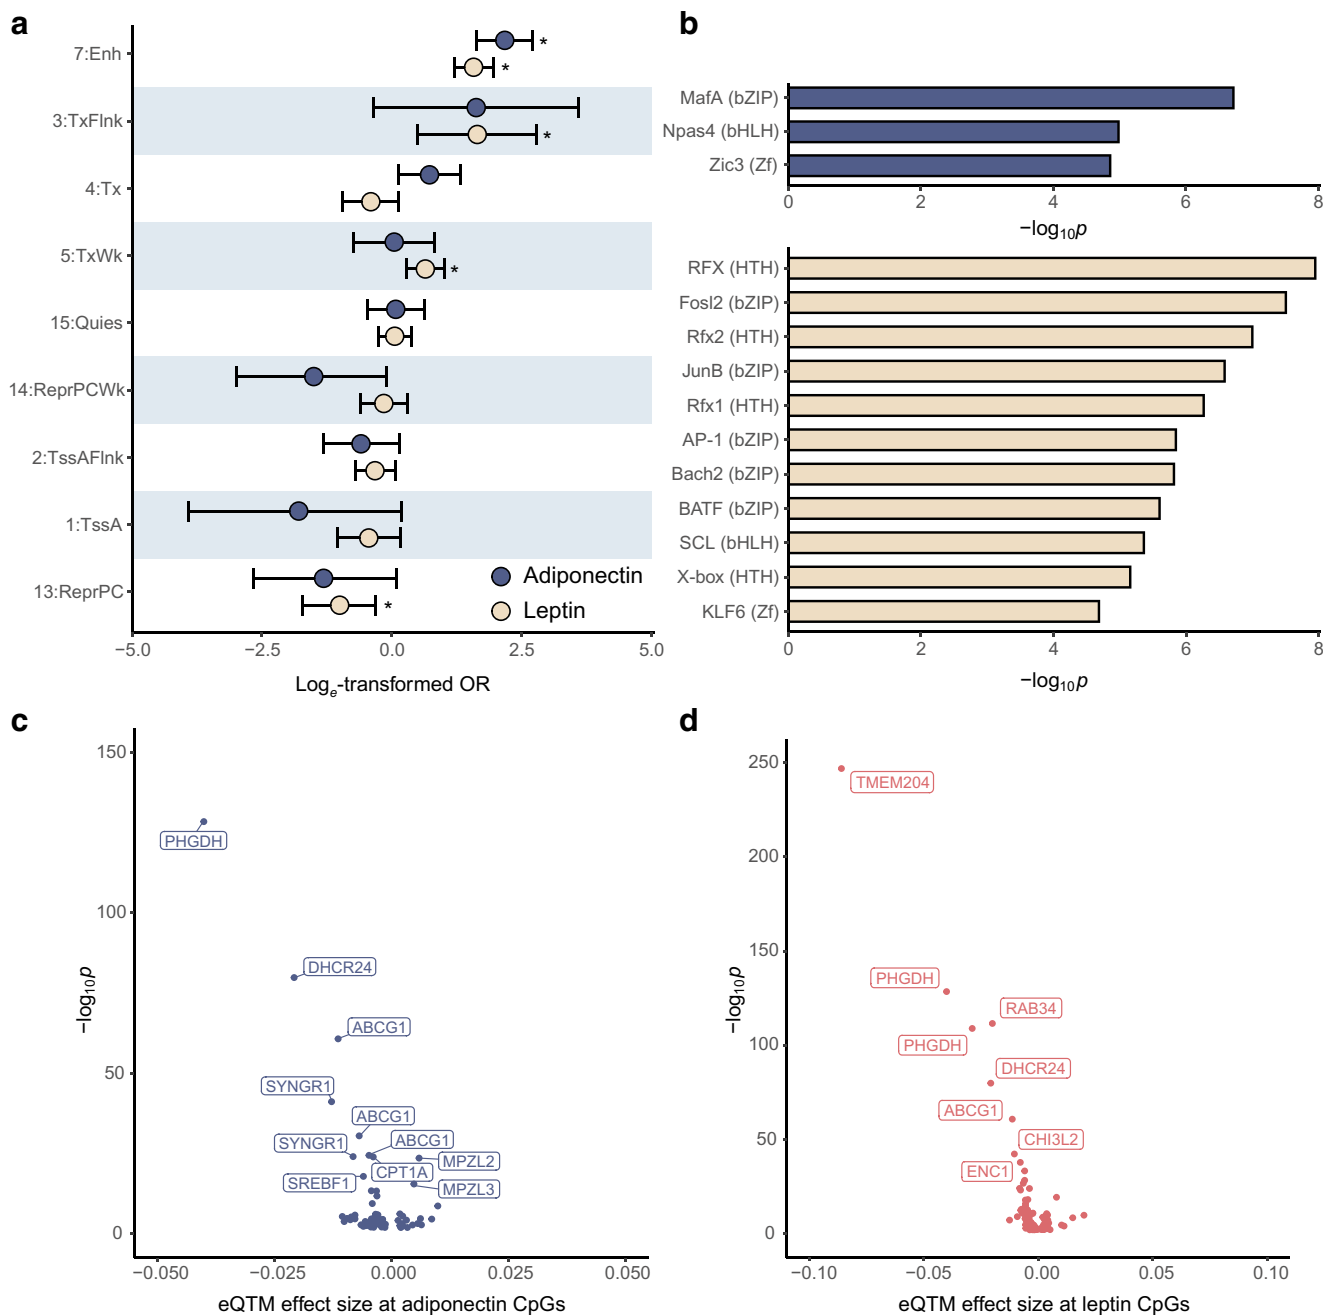 a
7:Enh
*
*
3:TxFlnk
*
4:Tx
5:TxWk
*
15:Quies
14:ReprPCWk
2:TssAFlnk
1:TssA
13:ReprPC
*
Adiponectin
Leptin
−5.0 −2.5 0.0 2.5 5.0
Logₑ-transformed OR
b
MafA (bZIP)
Npas4 (bHLH)
Zic3 (Zf)
0 2 4 6 8
−log₁₀p
RFX (HTH)
Fosl2 (bZIP)
Rfx2 (HTH)
JunB (bZIP)
Rfx1 (HTH)
AP-1 (bZIP)
Bach2 (bZIP)
BATF (bZIP)
SCL (bHLH)
X-box (HTH)
KLF6 (Zf)
0 2 4 6 8
−log₁₀p
c
150
100
50
0
−log₁₀p
PHGDH
DHCR24
ABCG1
SYNGR1
ABCG1
SYNGR1
ABCG1
MPZL2
CPT1A
SREBF1
MPZL3
−0.050 −0.025 0.000 0.025 0.050
eQTM effect size at adiponectin CpGs
d
250
200
150
100
50
0
−log₁₀p
TMEM204
PHGDH
RAB34
PHGDH
DHCR24
ABCG1
CHI3L2
ENC1
−0.10 −0.05 0.00 0.05 0.10
eQTM effect size at leptin CpGs